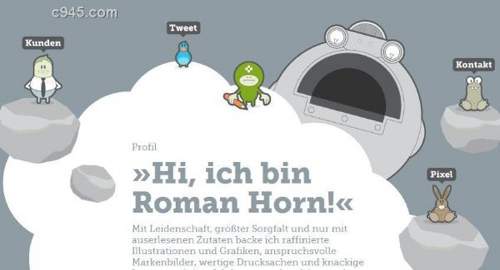 c945.com
Tweet
Kunden
Kontakt
Pixel
Profil
»Hi, ich bin
Roman Horn!«
Mit Leidenschaft, größter Sorgfalt und nur mit
auserlesenen Zutaten backe ich raffinierte
Illustrationen und Grafiken, anspruchsvolle
Markenbilder, wertige Drucksachen und knackige